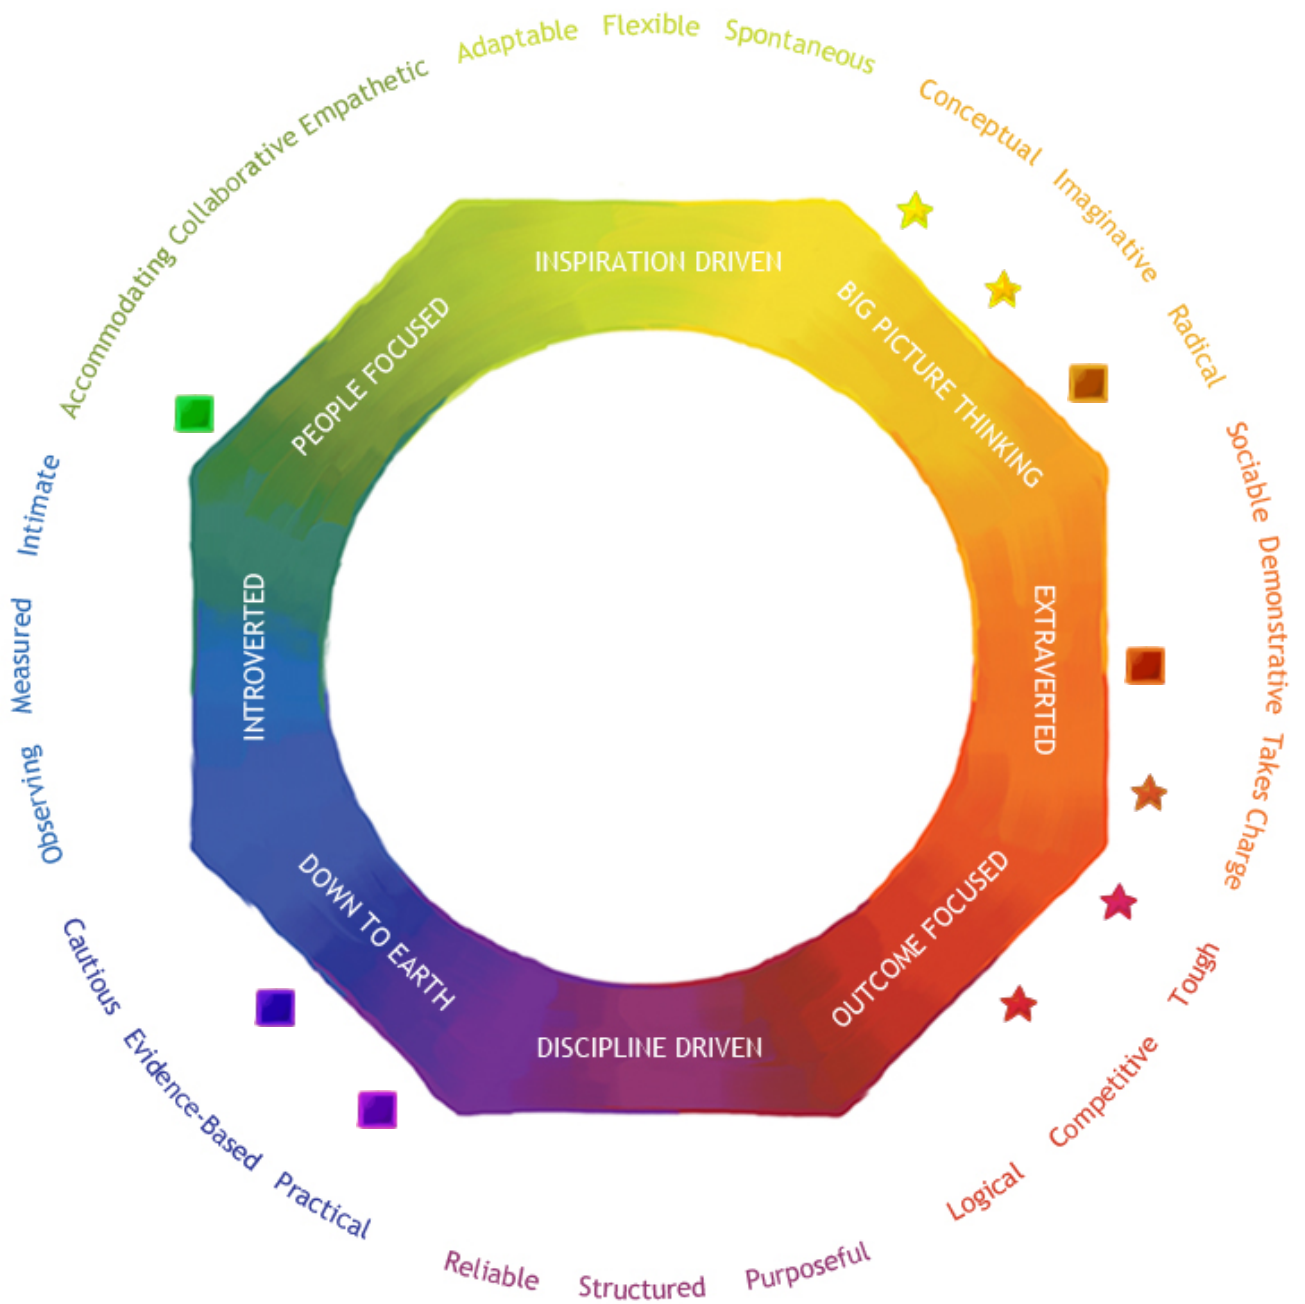 Adaptable Flexible Spontaneous
Conceptual Imaginative Radical
Sociable Demonstrative Takes Charge
Tough Competitive Logical
Purposeful Structured Reliable
Practical Evidence-Based Cautious
Observing Measured Intimate
Accommodating Collaborative Empathetic
INSPIRATION DRIVEN
BIG PICTURE THINKING
EXTRAVERTED
OUTCOME FOCUSED
DISCIPLINE DRIVEN
DOWN TO EARTH
INTROVERTED
PEOPLE FOCUSED